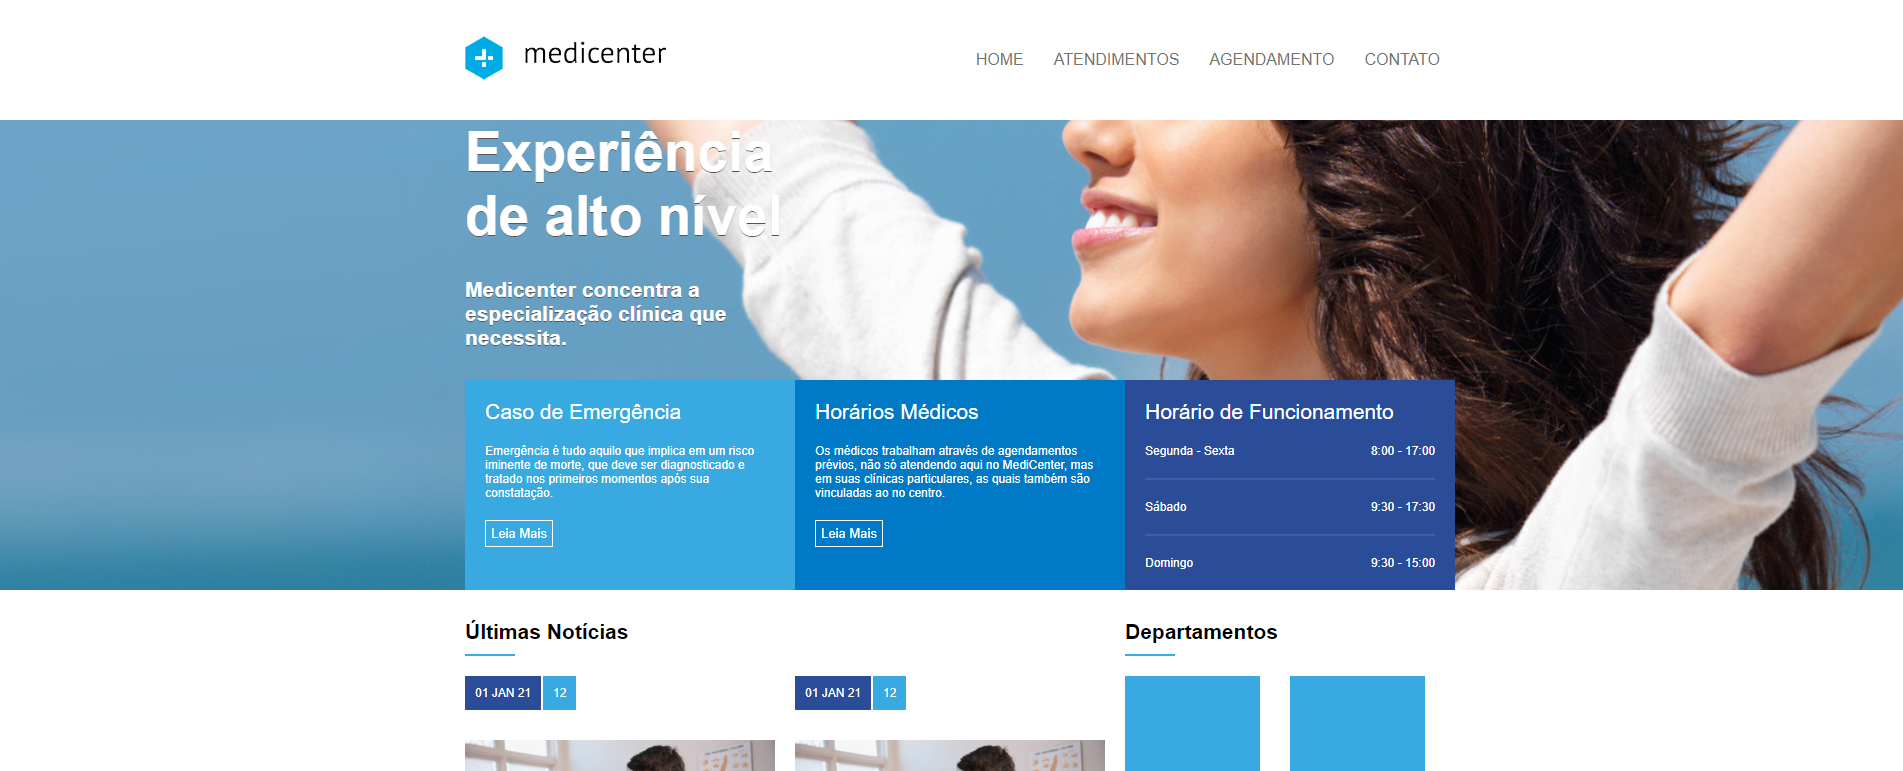 medicenter
HOME ATENDIMENTOS AGENDAMENTO CONTATO
Experiência
de alto nível
Medicenter concentra a
especialização clínica que
necessita.
Caso de Emergência
Emergência é tudo aquilo que implica em um risco
iminente de morte, que deve ser diagnosticado e
tratado nos primeiros momentos após sua
constatação.
Leia Mais
Horários Médicos
Os médicos trabalham através de agendamentos
prévios, não só atendendo aqui no MediCenter, mas
em suas clínicas particulares, as quais também são
vinculadas ao no centro.
Leia Mais
Horário de Funcionamento
Segunda - Sexta 8:00 - 17:00
Sábado 9:30 - 17:30
Domingo 9:30 - 15:00
Últimas Notícias
01 JAN 21 12
01 JAN 21 12
Departamentos